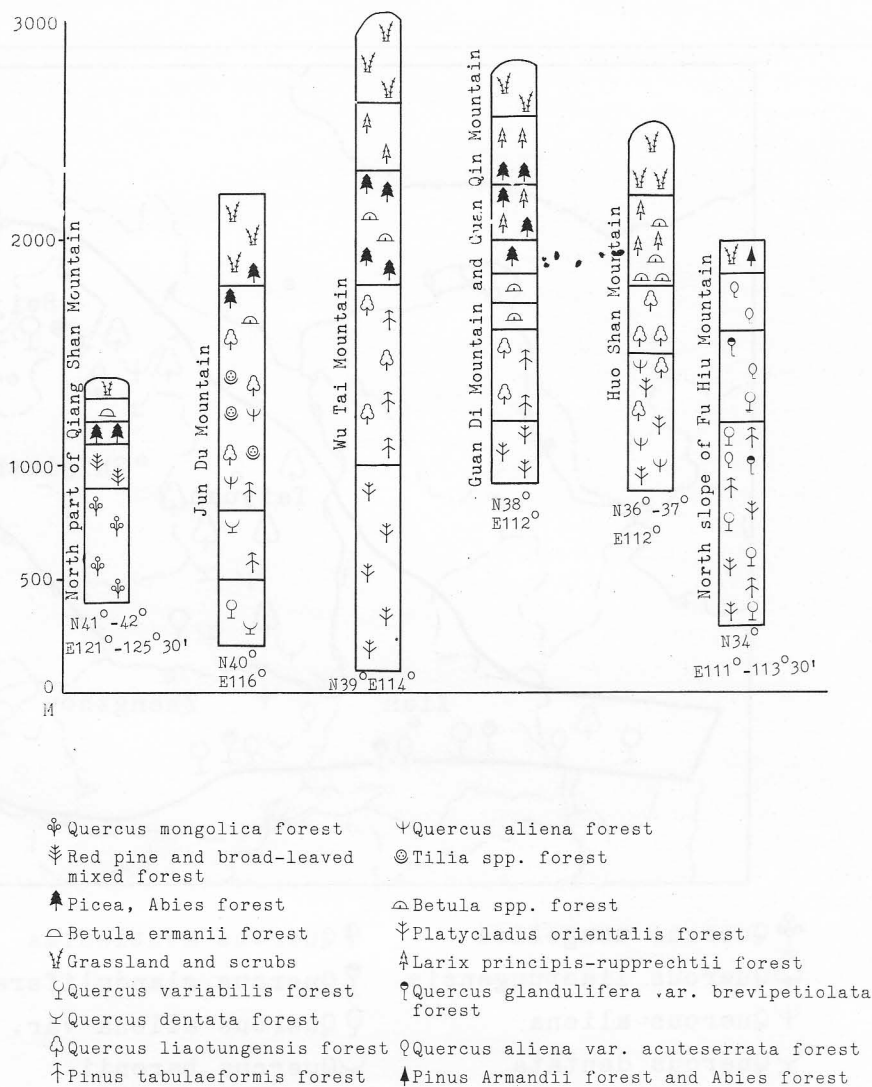 3000
2000
1000
500
0
M
North part of Qiang Shan Mountain
N41°-42°
E121°-125°30'
Jun Du Mountain
N40°
E116°
Wu Tai Mountain
N39°E114°
Guan Di Mountain and Guan Qin Mountain
N38°
E112°
Huo Shan Mountain
N36°-37°
E112°
North slope of Fu Hiu Mountain
N34°
E111°-113°30'
Quercus mongolica forest
Red pine and broad-leaved
mixed forest
Picea, Abies forest
Betula ermanii forest
Grassland and scrubs
Quercus variabilis forest
Quercus dentata forest
Quercus liaotungensis forest
Pinus tabulaeformis forest
Quercus aliena forest
Tilia spp. forest
Betula spp. forest
Platycladus orientalis forest
Larix principis-rupprechtii forest
Quercus glandulifera var. brevipetiolata
forest
Quercus aliena var. acuteserrata forest
Pinus Armandii forest and Abies forest